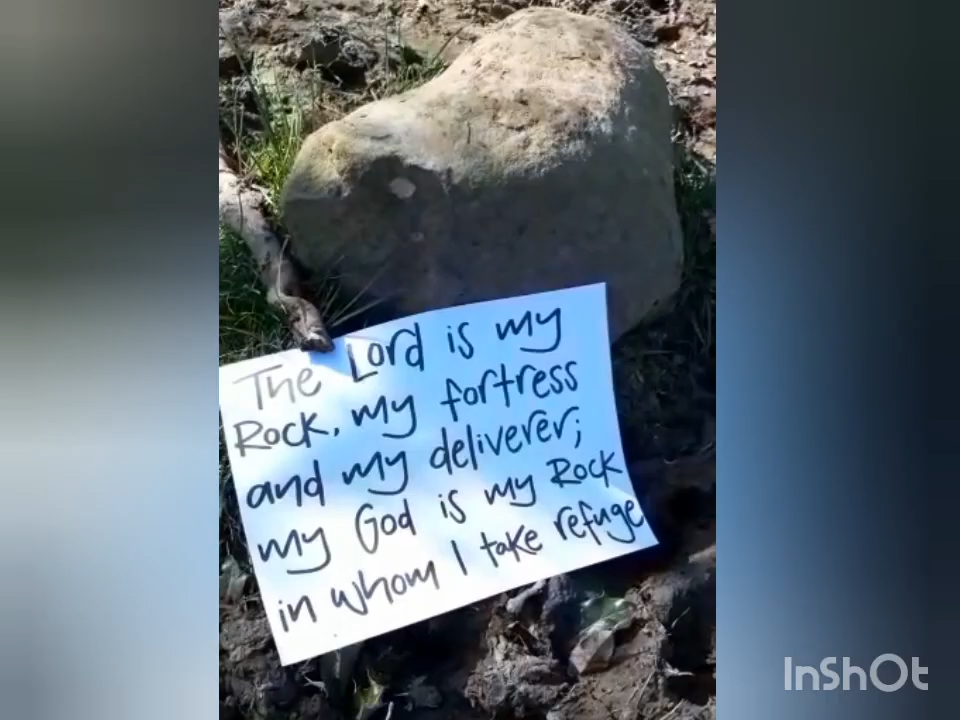 The Lord is my
Rock, my fortress
and my deliverer;
my God is my Rock
in whom I take refuge
InShOt